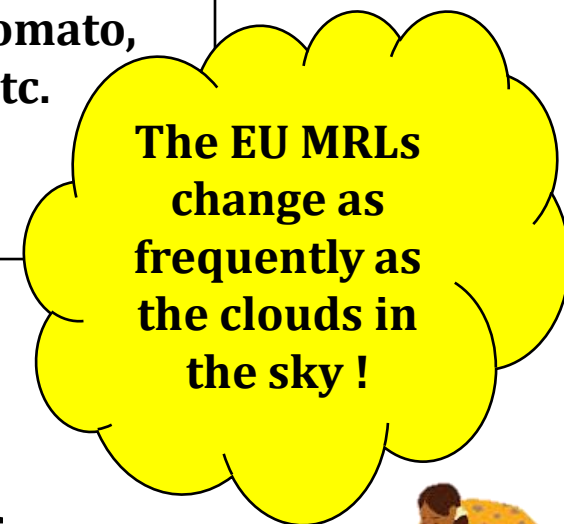 omato,
tc.
The EU MRLs
change as
frequently as
the clouds in
the sky !